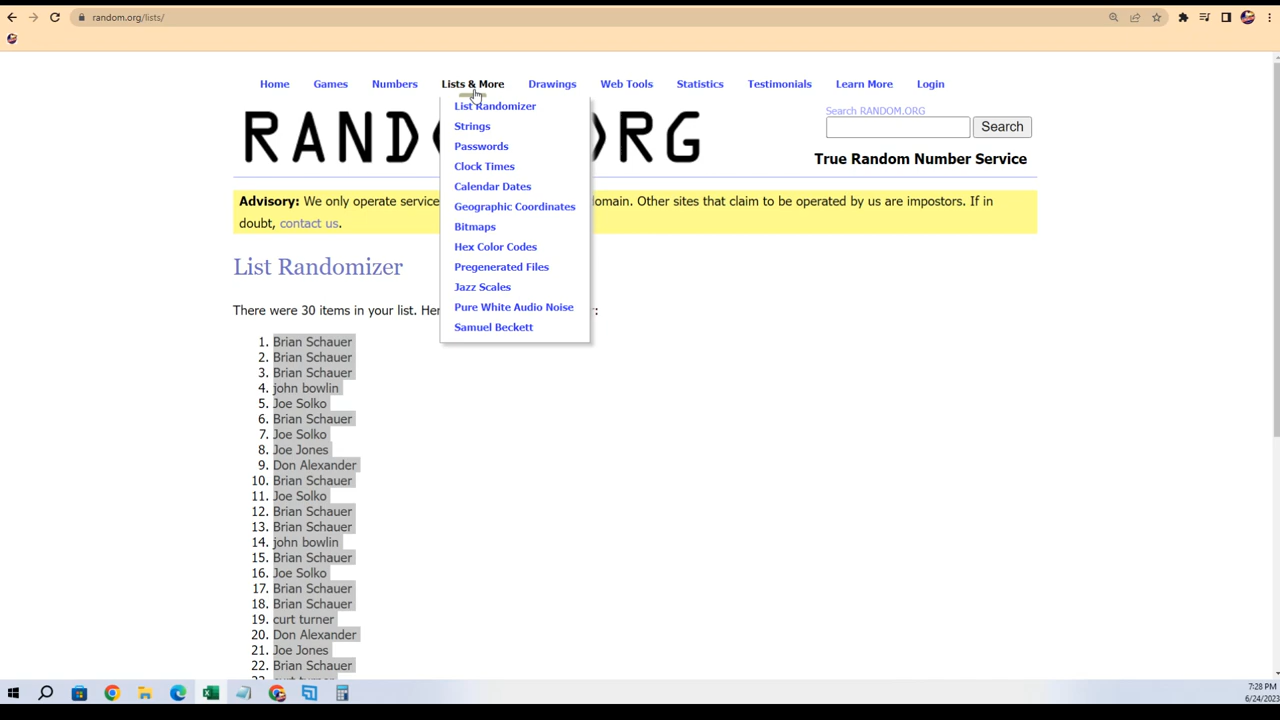 random.org/lists/
Home Games Numbers Lists & More Drawings Web Tools Statistics Testimonials Learn More Login
List Randomizer
Strings
Passwords
Clock Times
Calendar Dates
Geographic Coordinates
Bitmaps
Hex Color Codes
Pregenerated Files
Jazz Scales
Pure White Audio Noise
Samuel Beckett
RAND RG
Search RANDOM.ORG
Search
True Random Number Service
Advisory: We only operate service omain. Other sites that claim to be operated by us are impostors. If in
doubt, contact us.
List Randomizer
There were 30 items in your list. Her :
1. Brian Schauer
2. Brian Schauer
3. Brian Schauer
4. john bowlin
5. Joe Solko
6. Brian Schauer
7. Joe Solko
8. Joe Jones
9. Don Alexander
10. Brian Schauer
11. Joe Solko
12. Brian Schauer
13. Brian Schauer
14. john bowlin
15. Brian Schauer
16. Joe Solko
17. Brian Schauer
18. Brian Schauer
19. curt turner
20. Don Alexander
21. Joe Jones
22. Brian Schauer
7:28 PM
6/24/2023